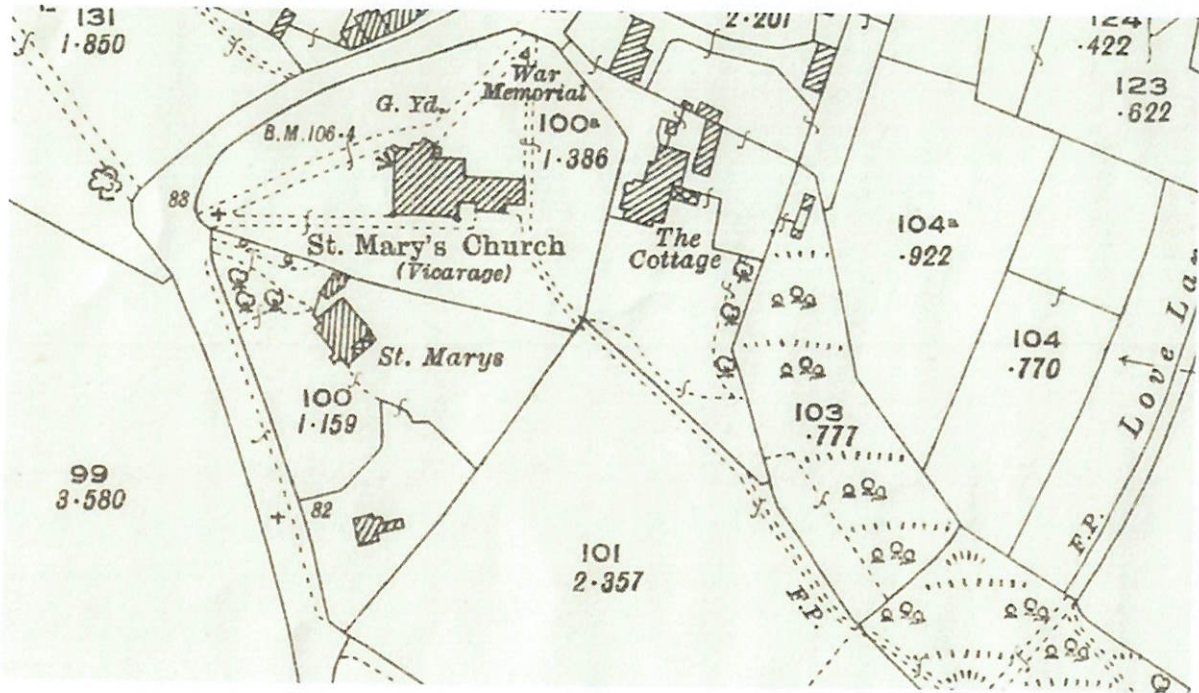 131
1·850
2·201
124
·422
123
·622
War
Memorial
G. Yd.
B.M.106·4
100a
1·386
88
St. Mary's Church
(Vicarage)
The
Cottage
104a
·922
St. Marys
104
·770
Love La.
100
1·159
103
·777
99
3·580
82
101
2·357
F.P.
F.P.